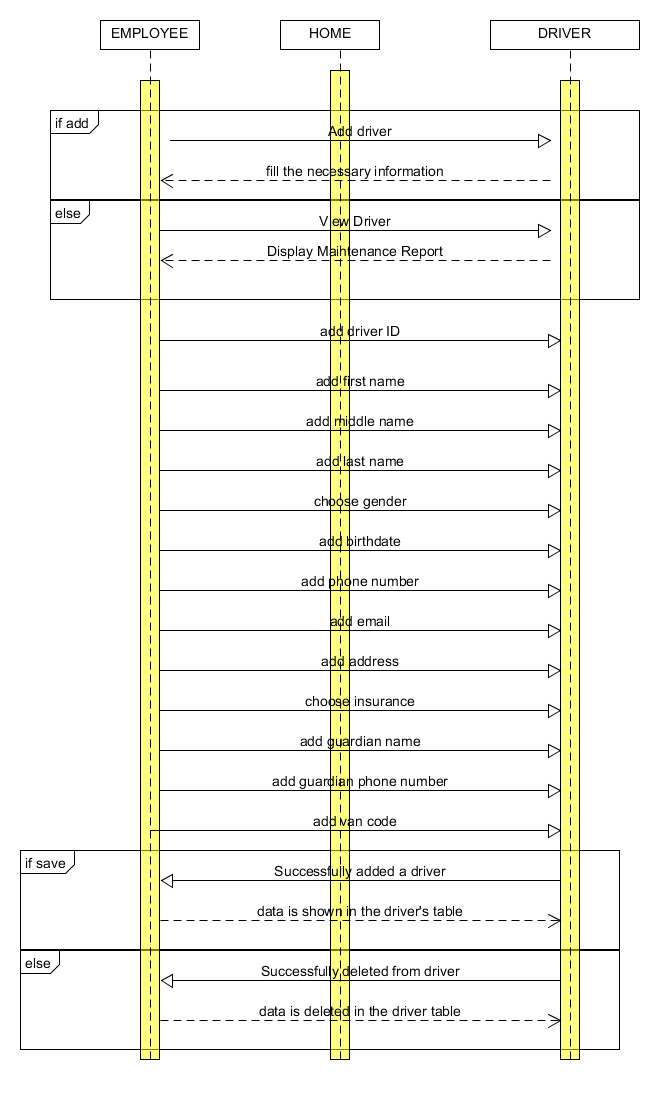 EMPLOYEE HOME DRIVER
if add
Add driver
fill the necessary information
else
View Driver
Display Maintenance Report
add driver ID
add first name
add middle name
add last name
choose gender
add birthdate
add phone number
add email
add address
choose insurance
add guardian name
add guardian phone number
add van code
if save
Successfully added a driver
data is shown in the driver's table
else
Successfully deleted from driver
data is deleted in the driver table